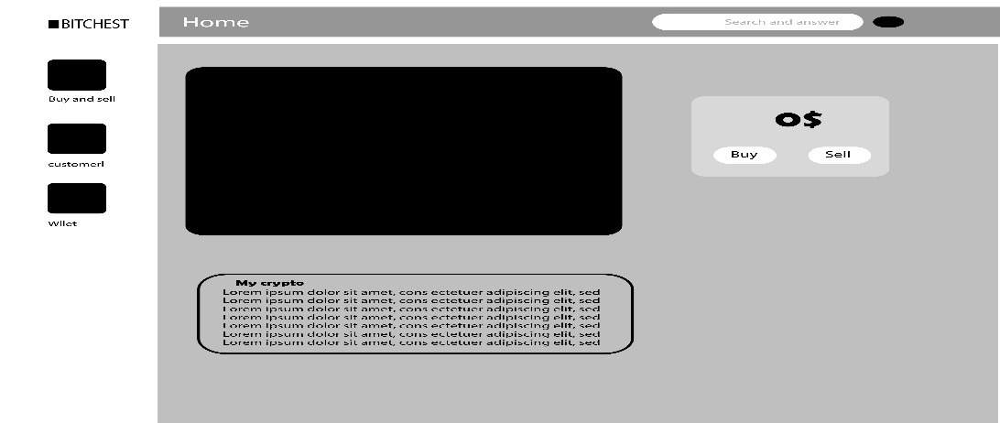 BITCHEST
Home
Search and answer
Buy and sell
customerl
Wllet
0$
Buy
Sell
My crypto
Lorem ipsum dolor sit amet, cons ectetuer adipiscing elit, sed
Lorem ipsum dolor sit amet, cons ectetuer adipiscing elit, sed
Lorem ipsum dolor sit amet, cons ectetuer adipiscing elit, sed
Lorem ipsum dolor sit amet, cons ectetuer adipiscing elit, sed
Lorem ipsum dolor sit amet, cons ectetuer adipiscing elit, sed
Lorem ipsum dolor sit amet, cons ectetuer adipiscing elit, sed
Lorem ipsum dolor sit amet, cons ectetuer adipiscing elit, sed